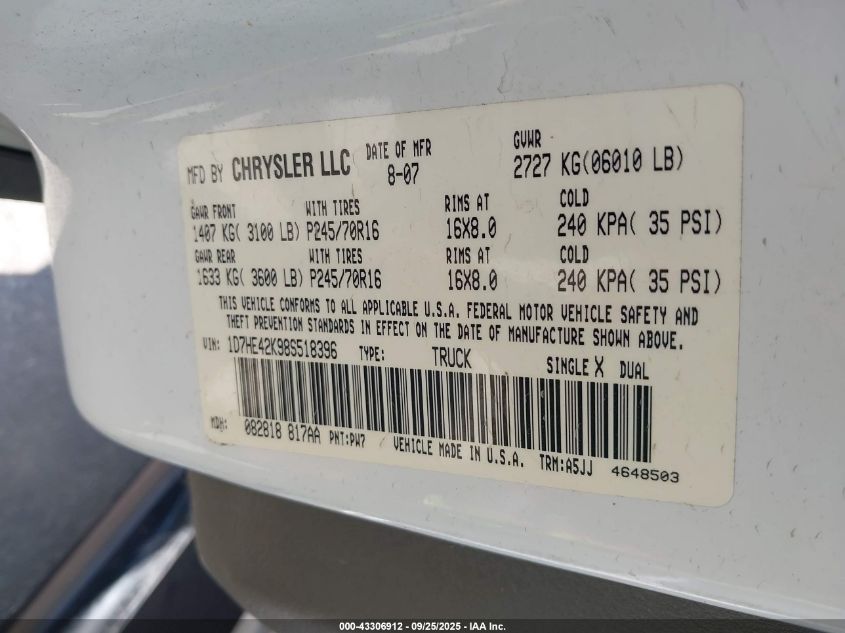 MFD BY CHRYSLER LLC DATE OF MFR 8-07 GVWR 2727 KG(06010 LB)
GAWR FRONT WITH TIRES RIMS AT COLD
1407 KG( 3100 LB) P245/70R16 16X8.0 240 KPA( 35 PSI)
GAWR REAR WITH TIRES RIMS AT COLD
1633 KG( 3600 LB) P245/70R16 16X8.0 240 KPA( 35 PSI)
THIS VEHICLE CONFORMS TO ALL APPLICABLE U.S.A. FEDERAL MOTOR VEHICLE SAFETY AND
THEFT PREVENTION STANDARDS IN EFFECT ON THE DATE OF MANUFACTURE SHOWN ABOVE.
VIN: 1D7HE42K98S518396 TYPE: TRUCK SINGLE X DUAL
MDH: 082818 817AA PNT:PW7 VEHICLE MADE IN U.S.A. TRM:A5JJ 4648503
000-43306912 - 09/25/2025 - IAA Inc.